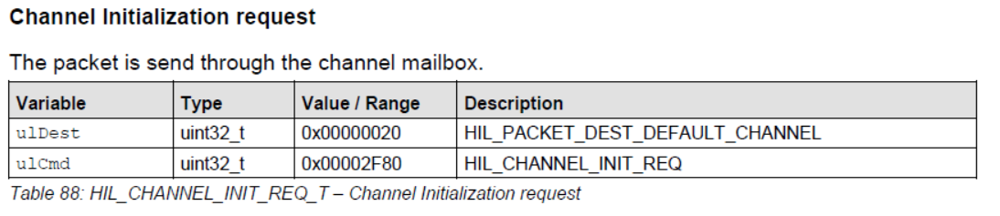 Channel Initialization request
The packet is send through the channel mailbox.
Variable Type Value / Range Description
ulDest uint32_t 0x00000020 HIL_PACKET_DEST_DEFAULT_CHANNEL
ulCmd uint32_t 0x00002F80 HIL_CHANNEL_INIT_REQ
Table 88: HIL_CHANNEL_INIT_REQ_T – Channel Initialization request